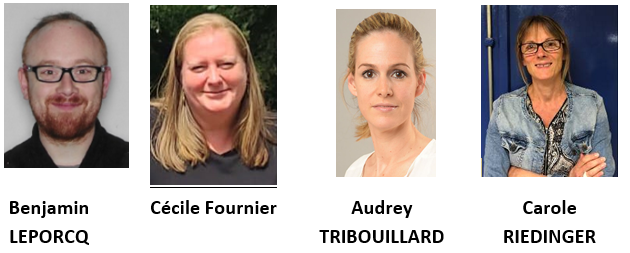 Benjamin
LEPORCQ
Cécile Fournier
Audrey
TRIBOUILLARD
Carole
RIEDINGER